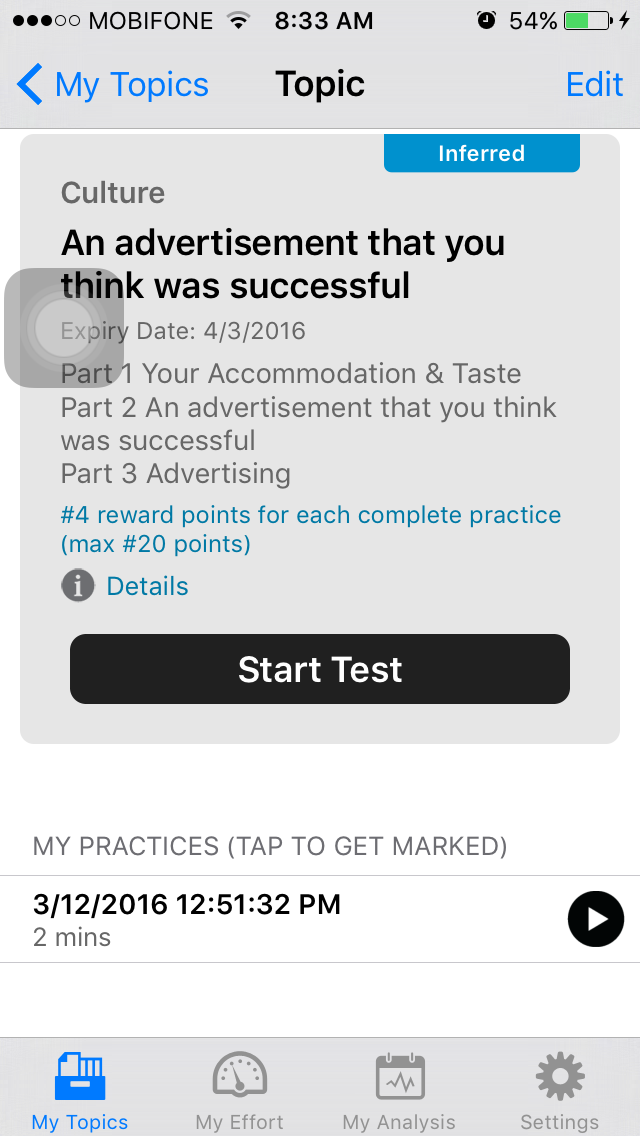 MOBIFONE 8:33 AM 54%
My Topics Topic Edit
Inferred
Culture
An advertisement that you
think was successful
Expiry Date: 4/3/2016
Part 1 Your Accommodation & Taste
Part 2 An advertisement that you think
was successful
Part 3 Advertising
#4 reward points for each complete practice
(max #20 points)
i Details
Start Test
MY PRACTICES (TAP TO GET MARKED)
3/12/2016 12:51:32 PM
2 mins
My Topics My Effort My Analysis Settings